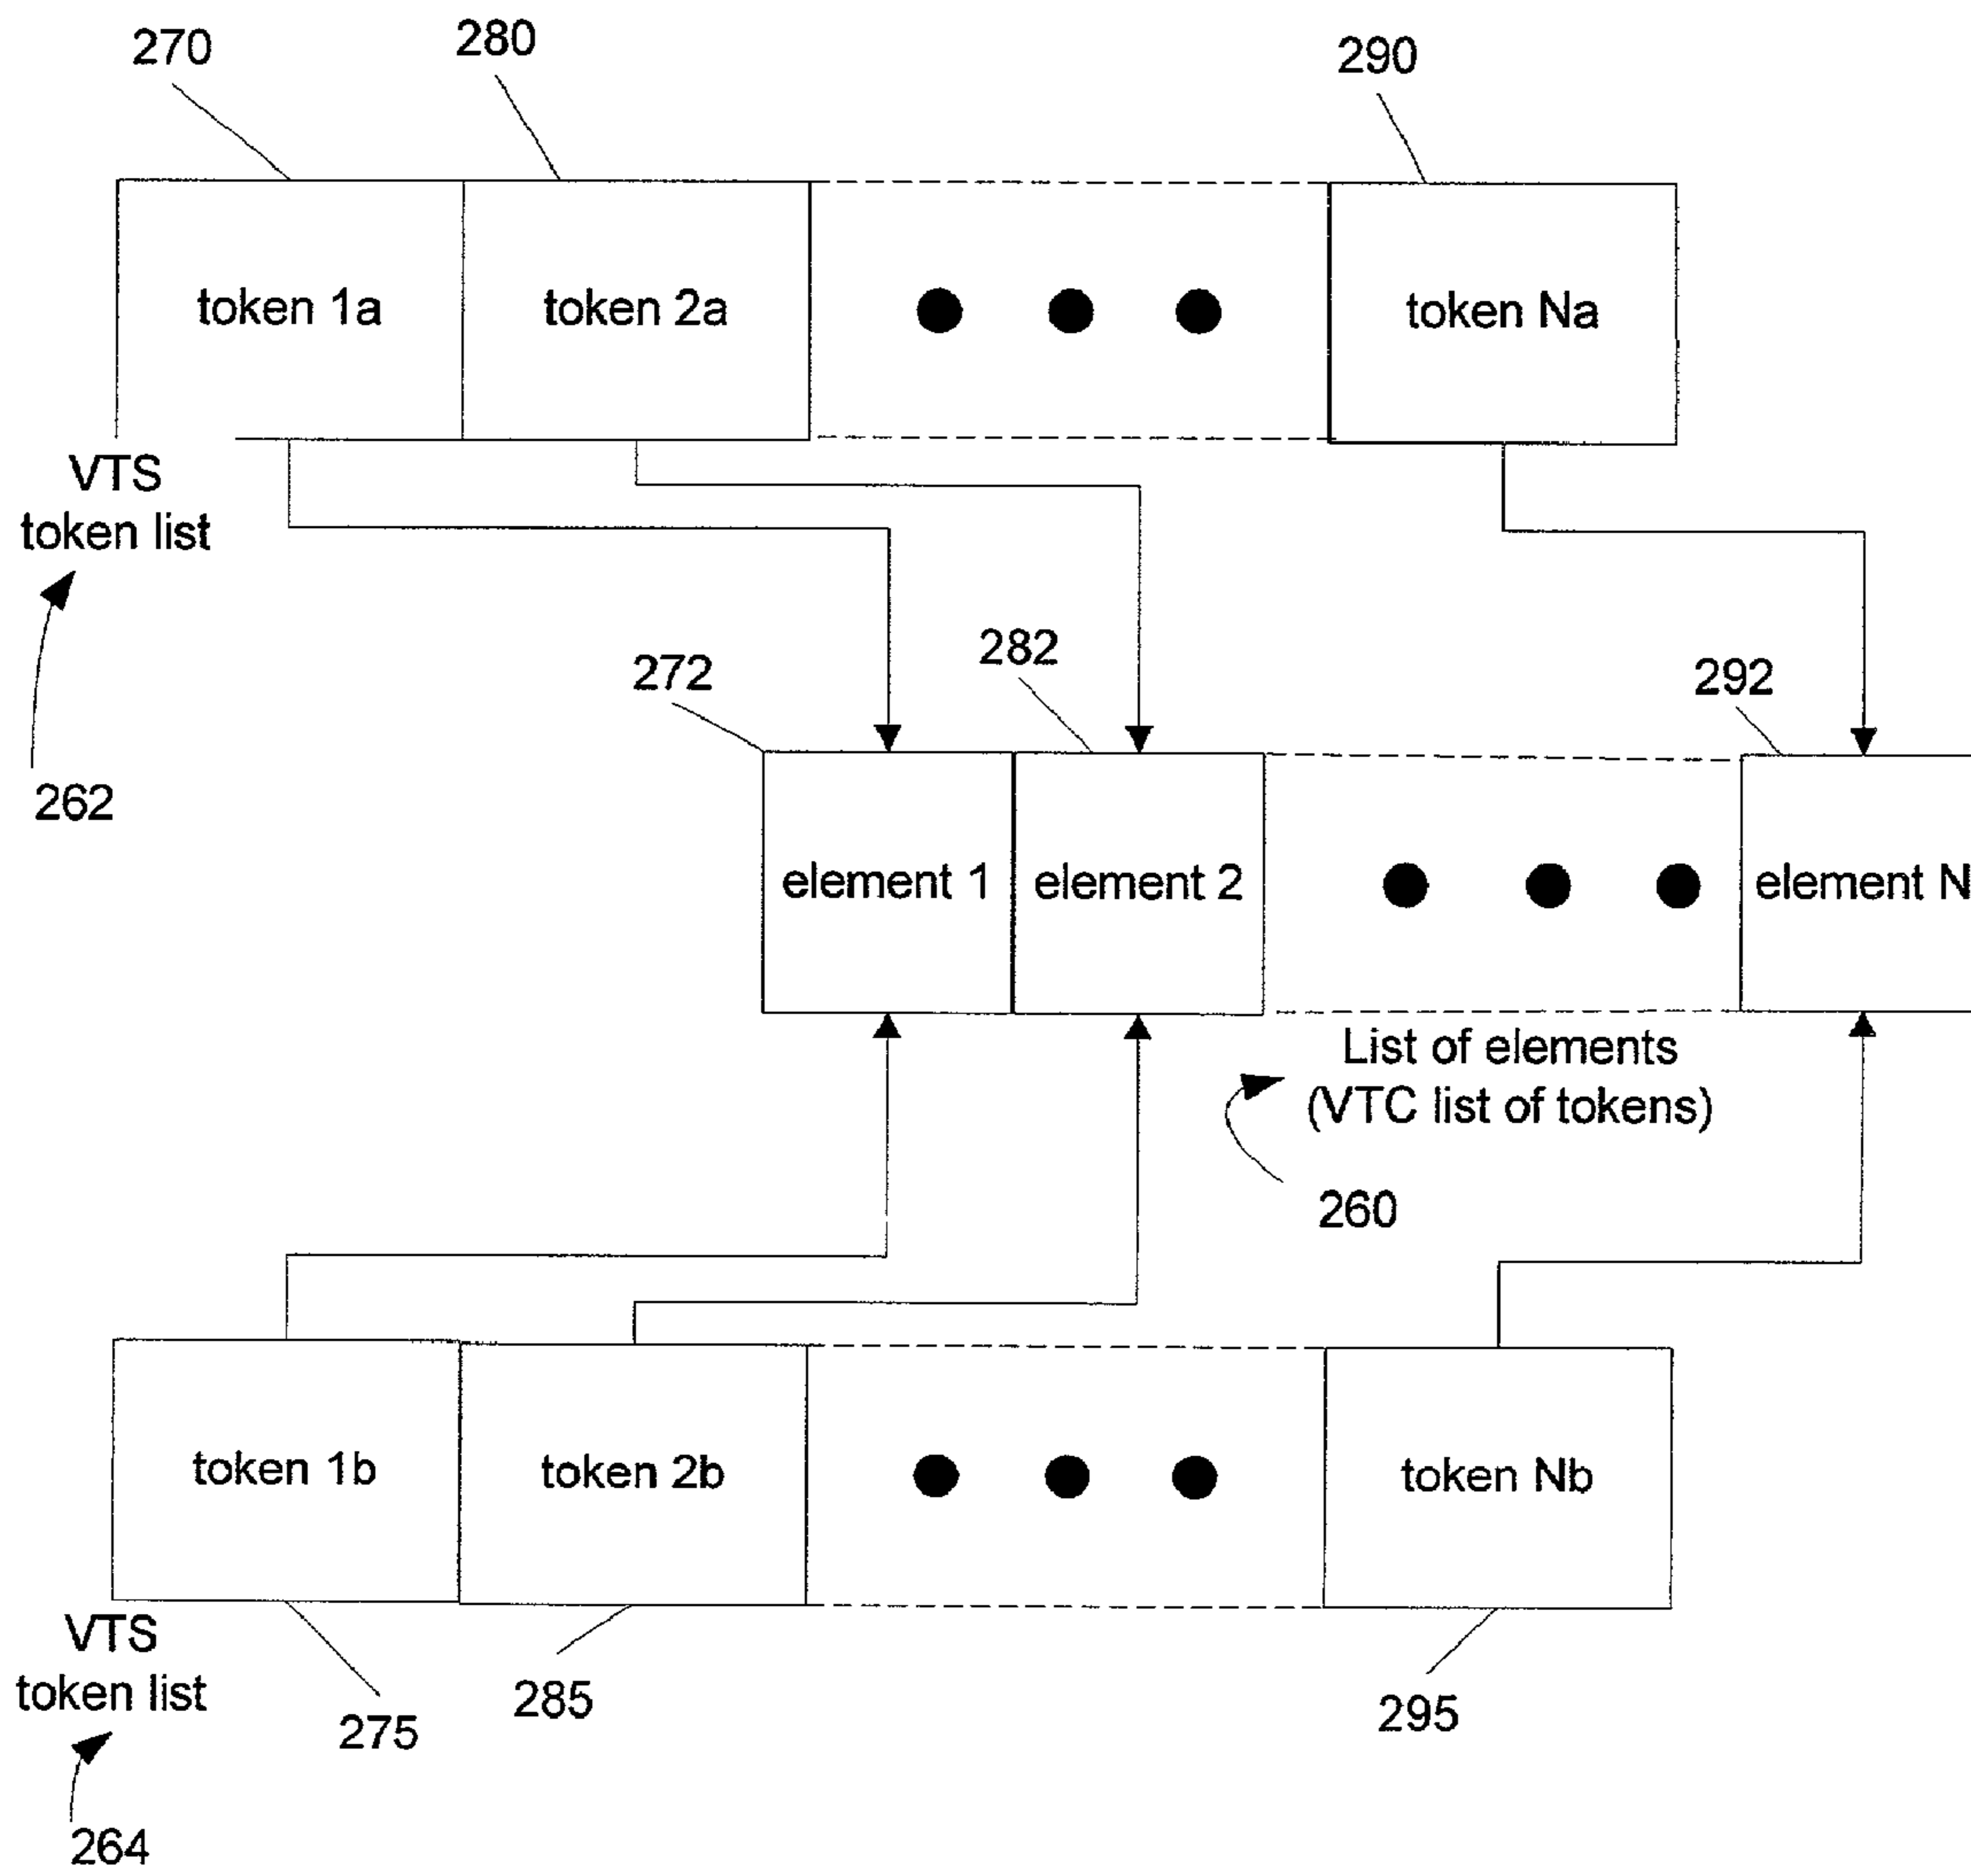 270
280
290
token 1a
token 2a
token Na
VTS
token list
262
272
282
292
element 1
element 2
element N
List of elements
(VTC list of tokens)
260
token 1b
token 2b
token Nb
VTS
token list
275
285
295
264